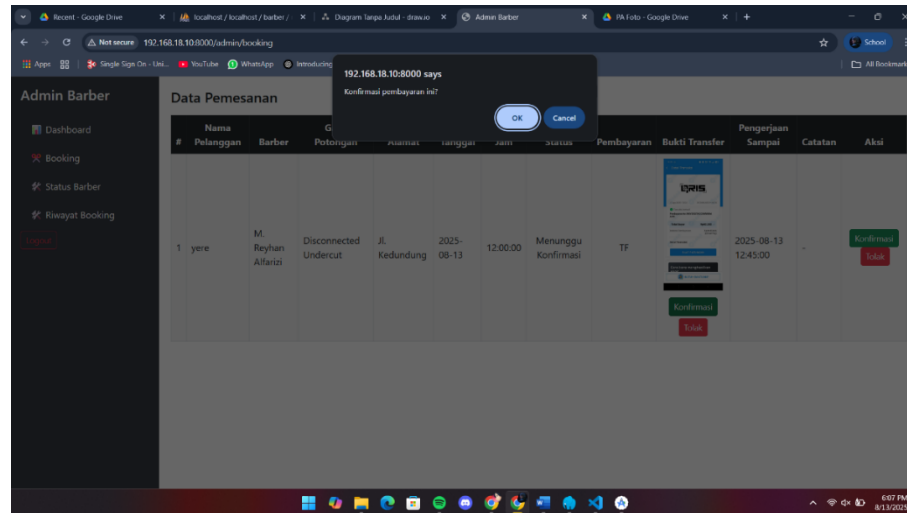 Recent - Google Drive
localhost / localhost / barber /
Diagram Tanpa Judul - draw.io
Admin Barber
PA Foto - Google Drive
Not secure 192.168.18.10:8000/admin/booking
School
Apps
Single Sign On - Uni...
YouTube
WhatsApp
Introducing
All Bookmark
192.168.18.10:8000 says
Konfirmasi pembayaran ini?
OK
Cancel
Admin Barber
Dashboard
Booking
Status Barber
Riwayat Booking
Logout
Data Pemesanan
# Nama Pelanggan Barber G Potongan Alamat Tanggal Jam Status Pembayaran Bukti Transfer Pengerjaan Sampai Catatan Aksi
1 yere M. Reyhan Alfarizi Disconnected Undercut Jl. Kedundung 2025-08-13 12:00:00 Menunggu Konfirmasi TF QRIS 2025-08-13 12:45:00 -
Konfirmasi
Tolak
Konfirmasi
Tolak
6:07 PM
8/13/2025